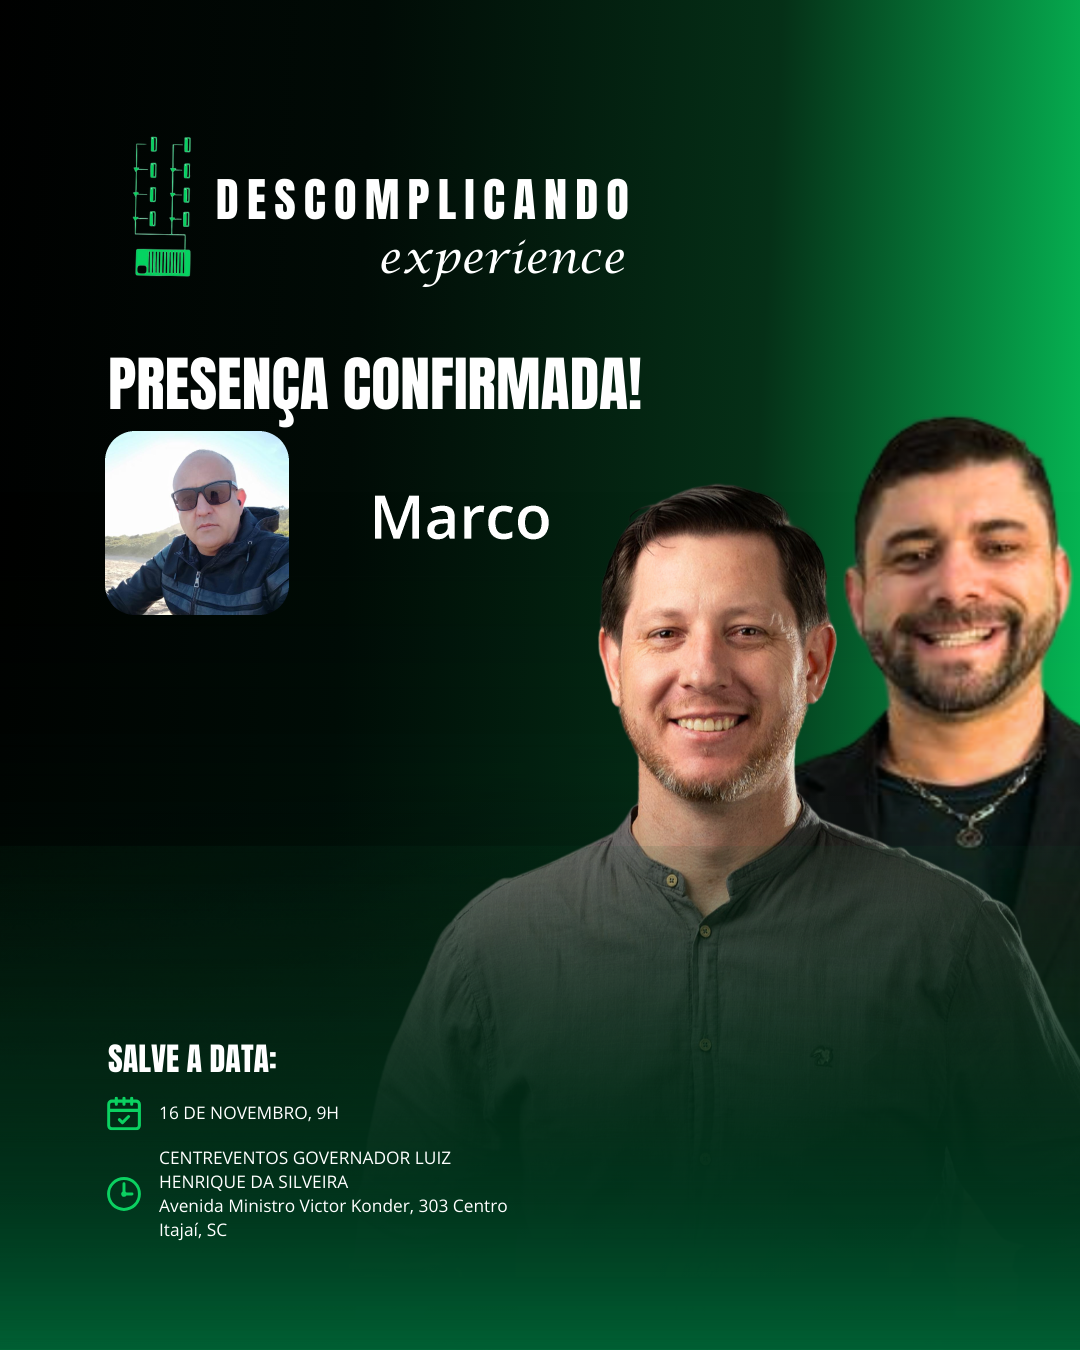 DESCOMPLICANDO
experience
PRESENÇA CONFIRMADA!
Marco
SALVE A DATA:
16 DE NOVEMBRO, 9H
CENTREVENTOS GOVERNADOR LUIZ
HENRIQUE DA SILVEIRA
Avenida Ministro Victor Konder, 303 Centro
Itajaí, SC